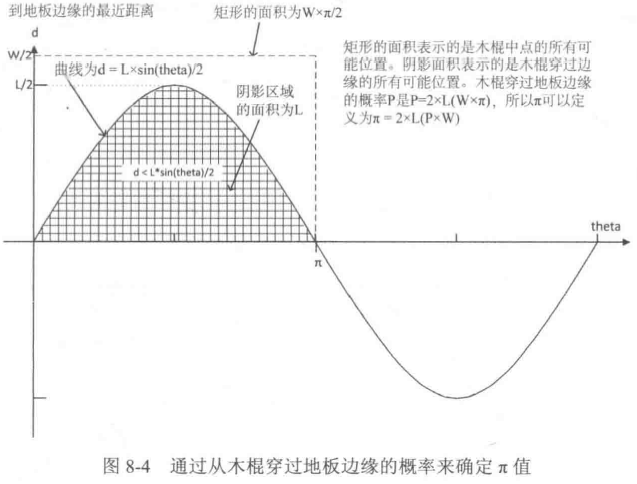 到地板边缘的最近距离
矩形的面积为W×π/2
d
W/2
曲线为d = L×sin(theta)/2
L/2
阴影区域
的面积为L
d < L*sin(theta)/2
矩形的面积表示的是木棍中点的所有可
能位置。阴影面积表示的是木棍穿过边
缘的所有可能位置。木棍穿过地板边缘
的概率P是P=2×L(W×π)，所以π可以定
义为π = 2×L(P×W)
theta
π
图 8-4 通过从木棍穿过地板边缘的概率来确定 π 值